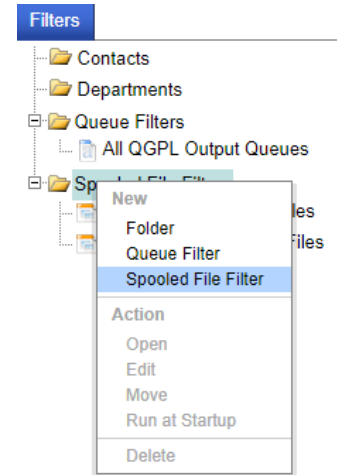 Filters
Contacts
Departments
Queue Filters
All QGPL Output Queues
New
Folder
Queue Filter
Spooled File Filter
Action
Open
Edit
Move
Run at Startup
Delete